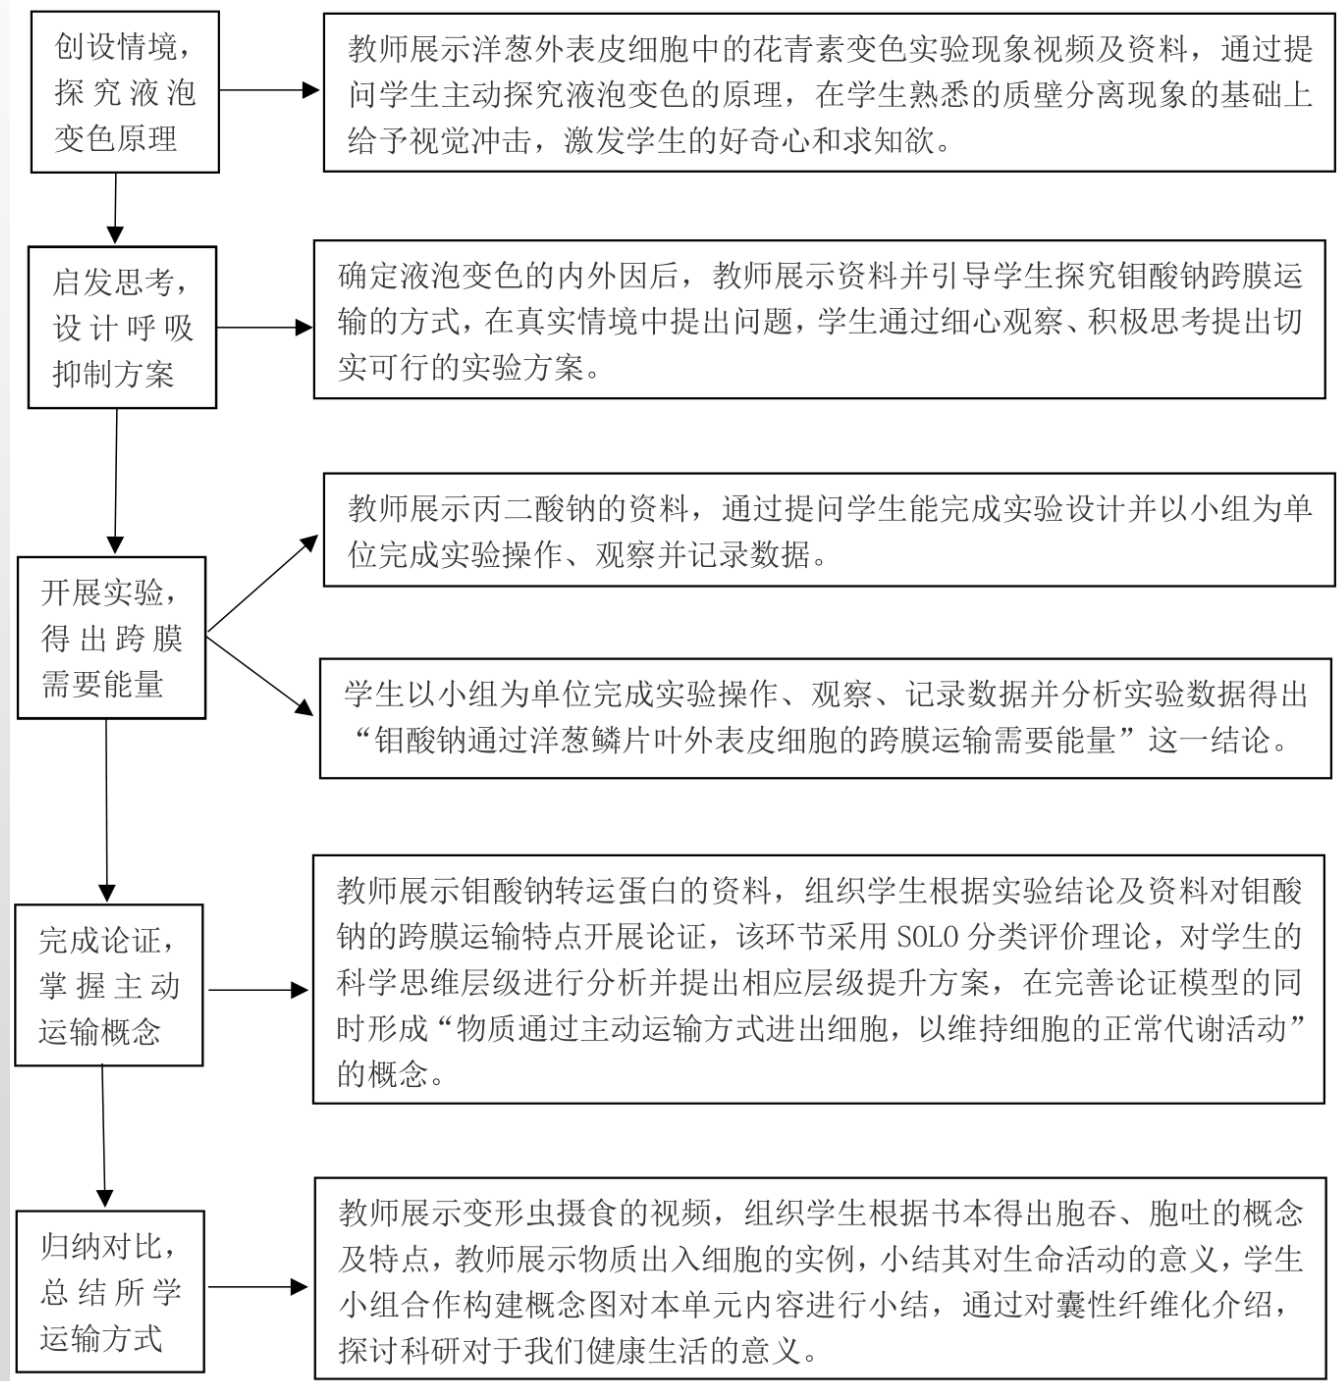 创设情境，
探究液泡
变色原理
教师展示洋葱外表皮细胞中的花青素变色实验现象视频及资料，通过提
问学生主动探究液泡变色的原理，在学生熟悉的质壁分离现象的基础上
给予视觉冲击，激发学生的好奇心和求知欲。
启发思考，
设计呼吸
抑制方案
确定液泡变色的内外因后，教师展示资料并引导学生探究钼酸钠跨膜运
输的方式，在真实情境中提出问题，学生通过细心观察、积极思考提出切
实可行的实验方案。
开展实验，
得出跨膜
需要能量
教师展示丙二酸钠的资料，通过提问学生能完成实验设计并以小组为单
位完成实验操作、观察并记录数据。
学生以小组为单位完成实验操作、观察、记录数据并分析实验数据得出
“钼酸钠通过洋葱鳞片叶外表皮细胞的跨膜运输需要能量”这一结论。
完成论证，
掌握主动
运输概念
教师展示钼酸钠转运蛋白的资料，组织学生根据实验结论及资料对钼酸
钠的跨膜运输特点开展论证，该环节采用 SOLO 分类评价理论，对学生的
科学思维层级进行分析并提出相应层级提升方案，在完善论证模型的同
时形成“物质通过主动运输方式进出细胞，以维持细胞的正常代谢活动”
的概念。
归纳对比，
总结所学
运输方式
教师展示变形虫摄食的视频，组织学生根据书本得出胞吞、胞吐的概念
及特点，教师展示物质出入细胞的实例，小结其对生命活动的意义，学生
小组合作构建概念图对本单元内容进行小结，通过对囊性纤维化介绍，
探讨科研对于我们健康生活的意义。